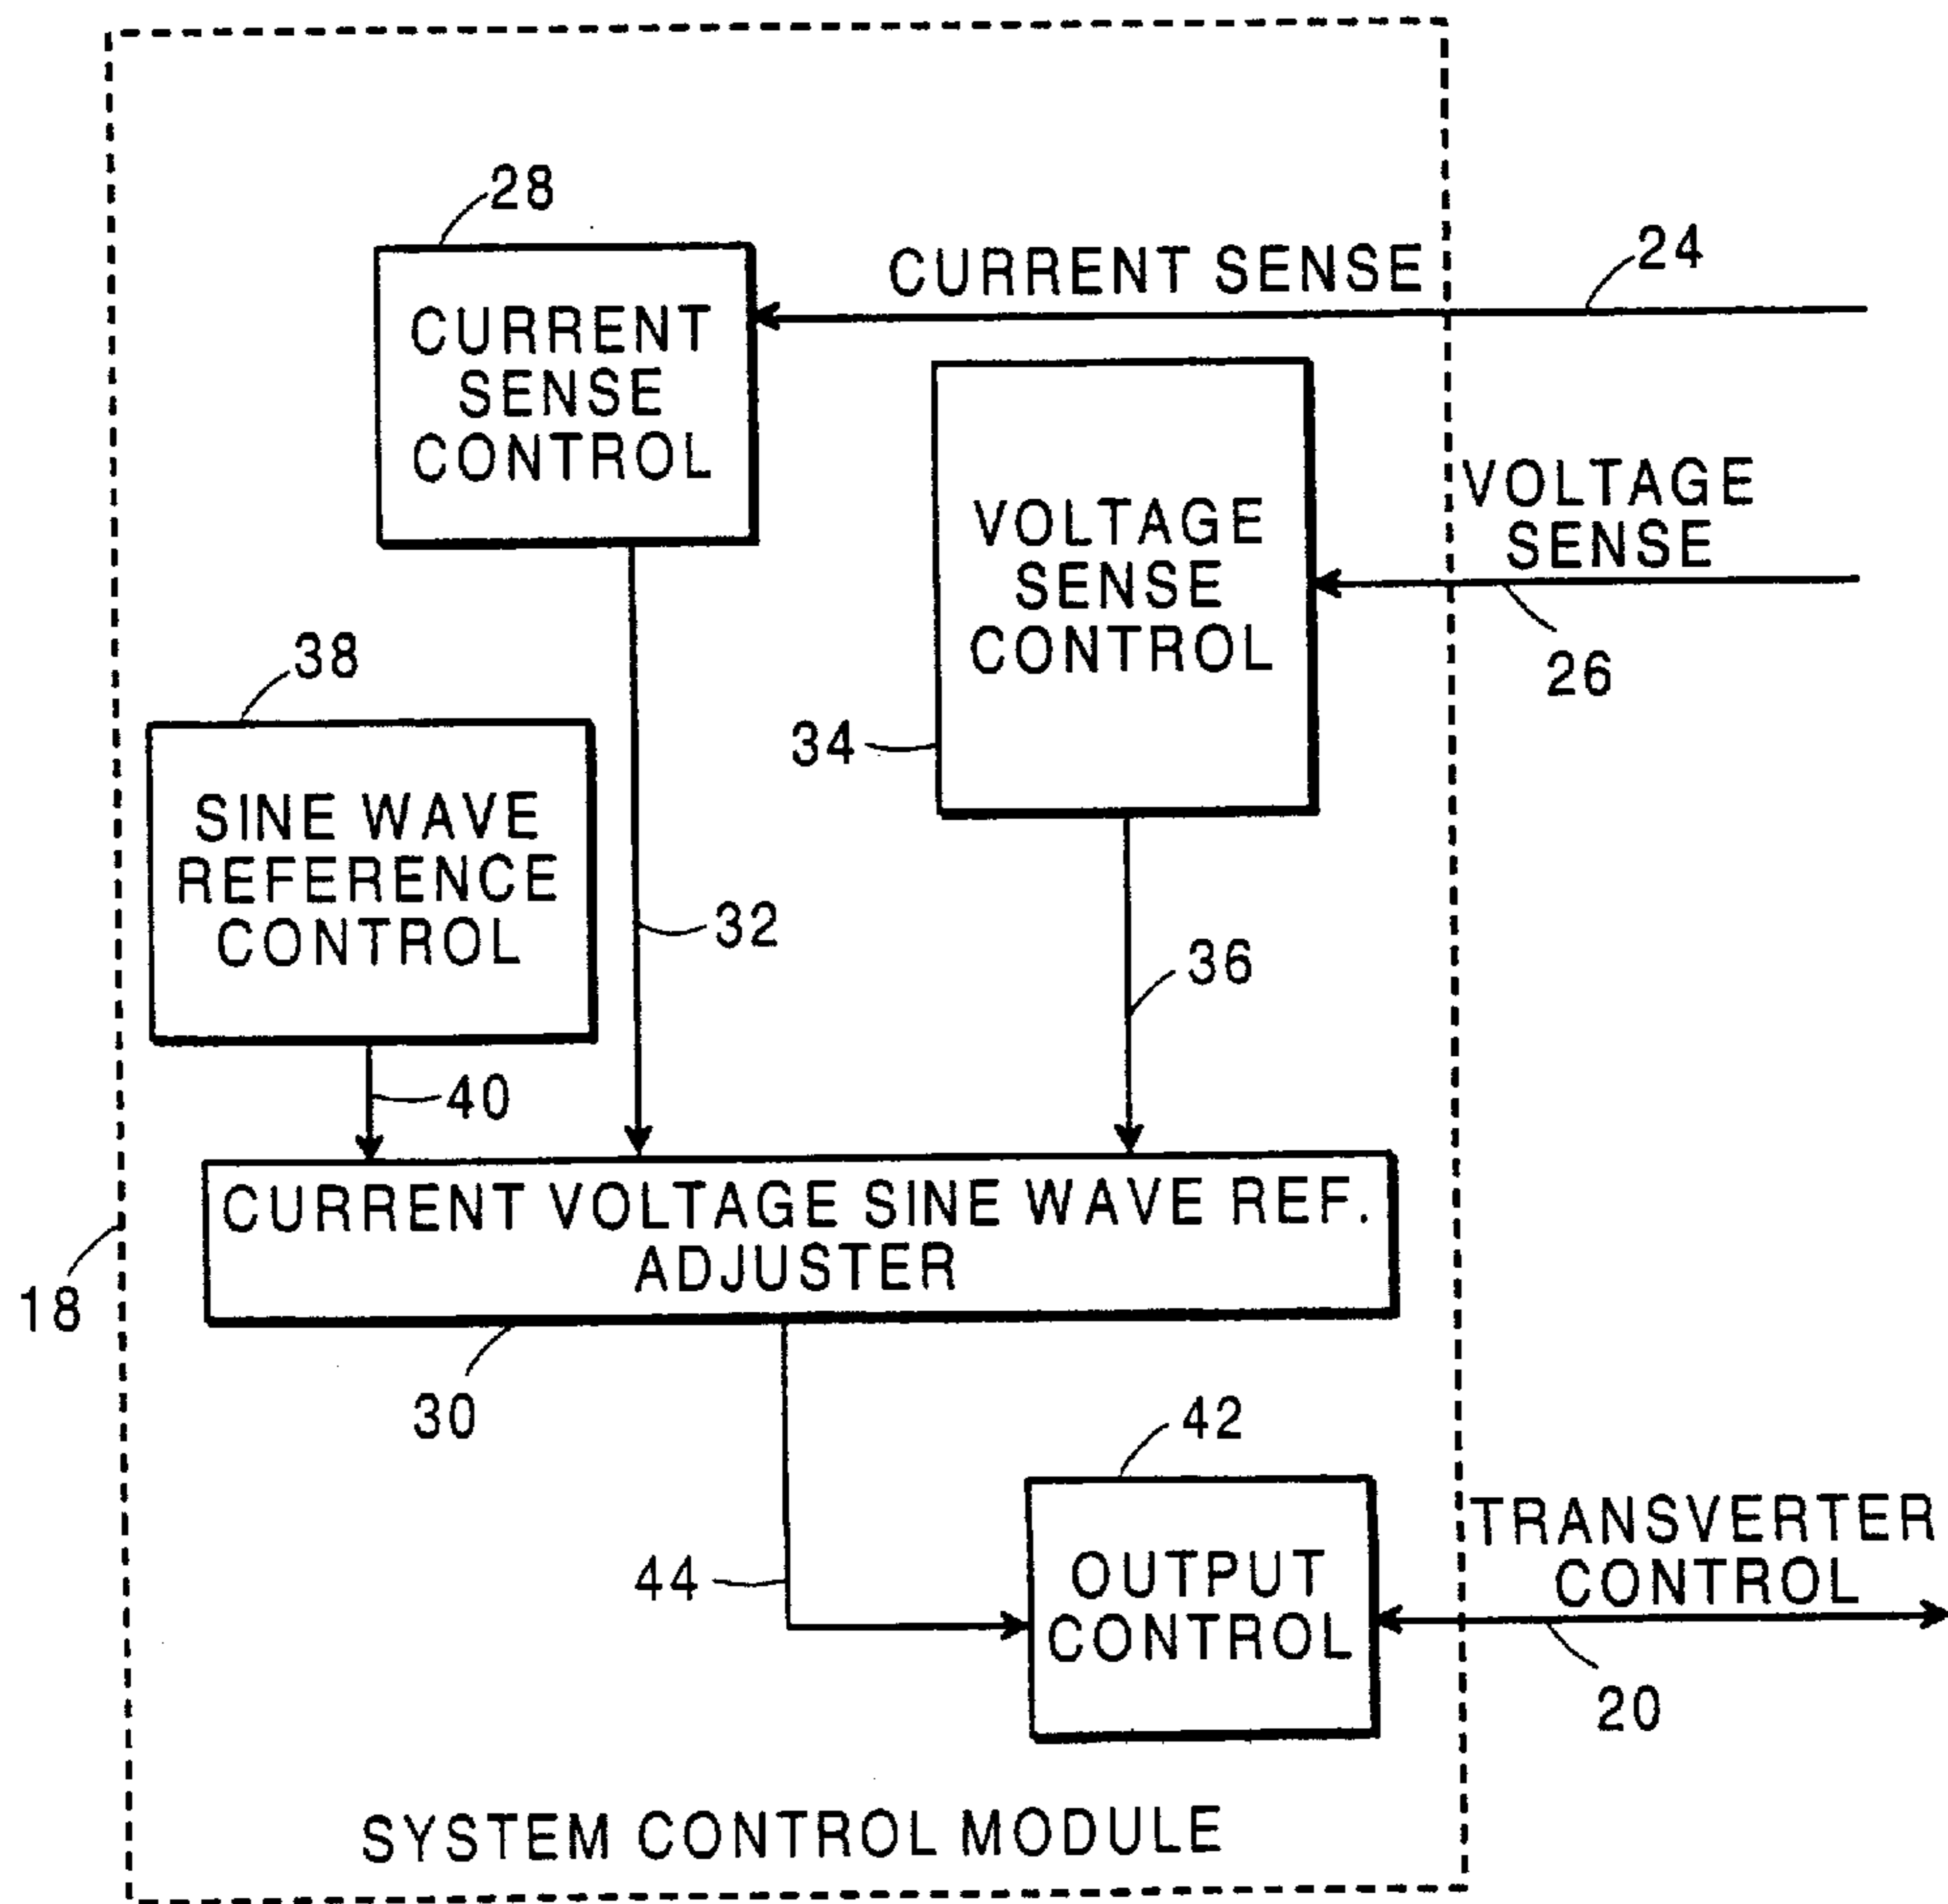 28
CURRENT SENSE
24
CURRENT
SENSE
CONTROL
VOLTAGE
SENSE
26
VOLTAGE
SENSE
CONTROL
34
38
SINE WAVE
REFERENCE
CONTROL
32
36
40
CURRENT VOLTAGE SINE WAVE REF.
ADJUSTER
18
30
42
44
OUTPUT
CONTROL
TRANSVERTER
CONTROL
20
SYSTEM CONTROL MODULE